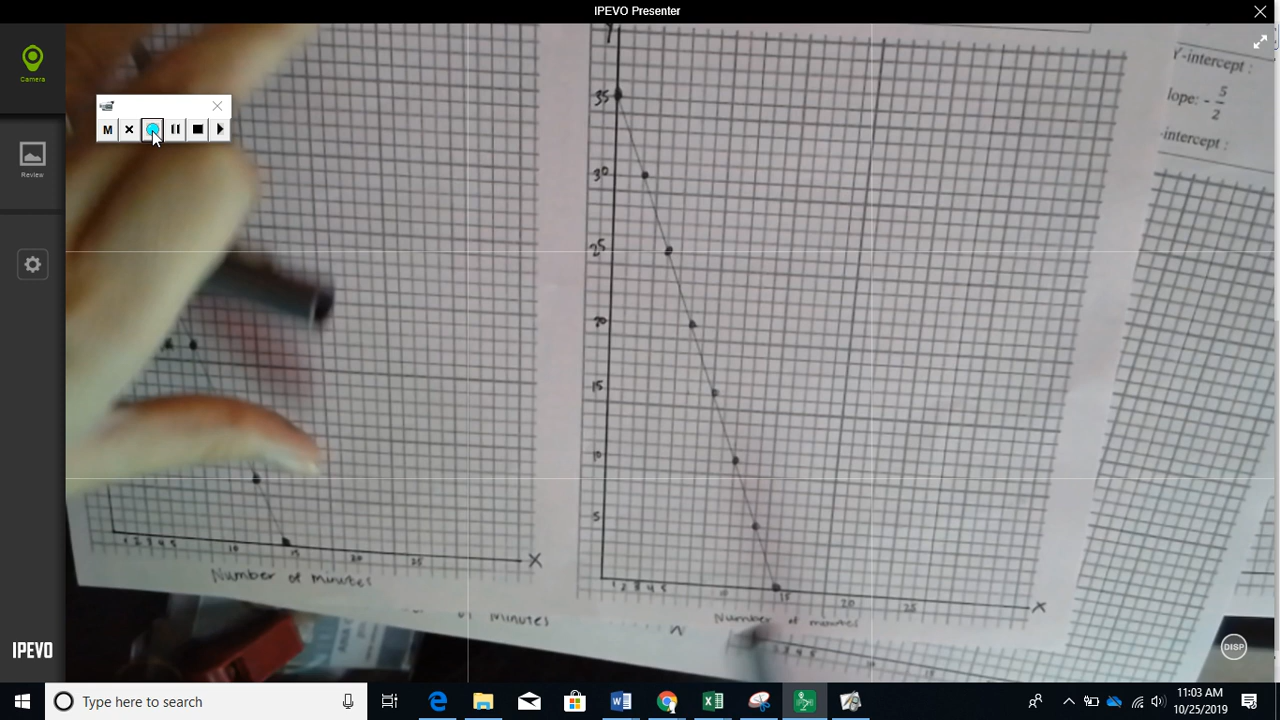 IPEVO Presenter
Camera
M
Review
IPEVO
1 2 3 4 5 10 15 20 25 X
Number of minutes
Y
35
30
25
20
15
10
5
1 2 3 4 5 15 20 25 X
Number of minutes
Minutes
Y-intercept :
lope: - 5/2
-intercept :
DISP
Type here to search
11:03 AM
10/25/2019